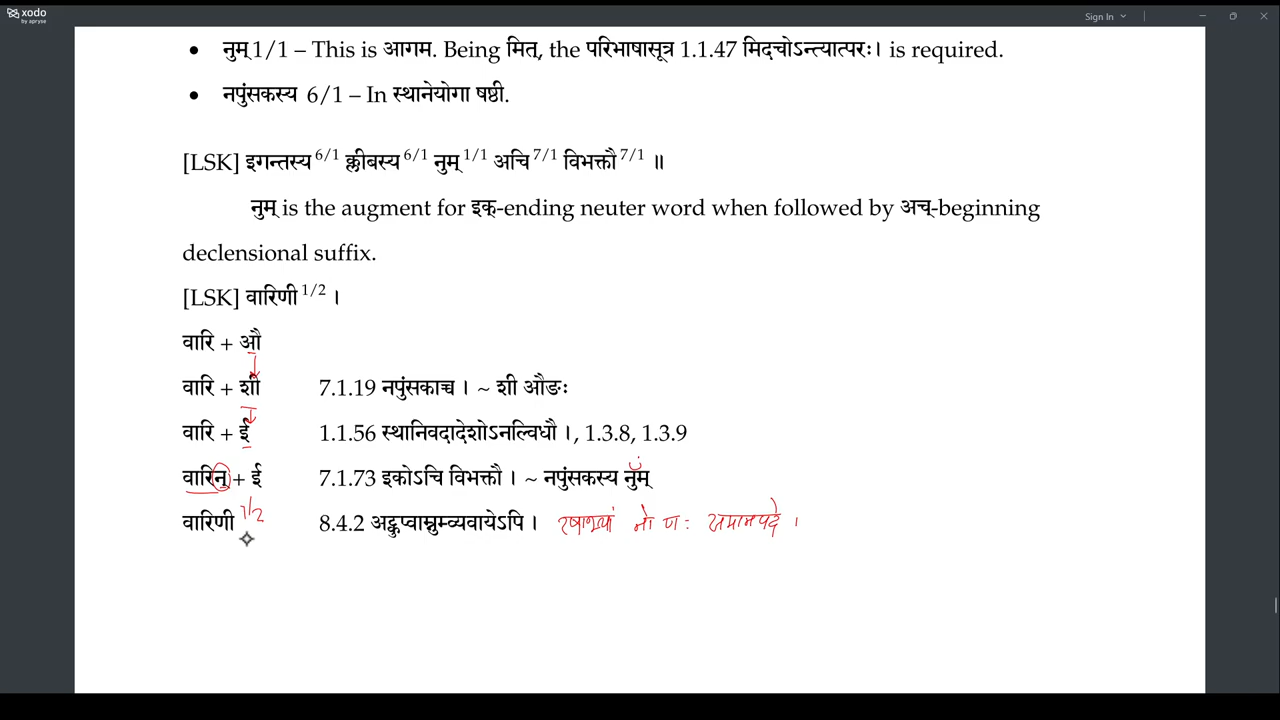 xodo
by apryse
Sign In
• नुम् 1/1 – This is आगम. Being मित्, the परिभाषासूत्र 1.1.47 मिदचोऽन्त्यात्परः। is required.
• नपुंसकस्य 6/1 – In स्थानेयोगा षष्ठी.
[LSK] इगन्तस्य 6/1 क्लीबस्य 6/1 नुम् 1/1 अचि 7/1 विभक्तौ 7/1 ॥
नुम् is the augment for इक्-ending neuter word when followed by अच्-beginning
declensional suffix.
[LSK] वारिणी 1/2 ।
वारि + औ
वारि + शी 7.1.19 नपुंसकाच्च । ~ शी औङः
वारि + ई 1.1.56 स्थानिवदादेशोऽनल्विधौ ।, 1.3.8, 1.3.9
वारिन् + ई 7.1.73 इकोऽचि विभक्तौ । ~ नपुंसकस्य नुम्
वारिणी 1/2 8.4.2 अट्कुप्वाङ्नुम्व्यवायेऽपि । रषाभ्यां नो णः समानपदे ।